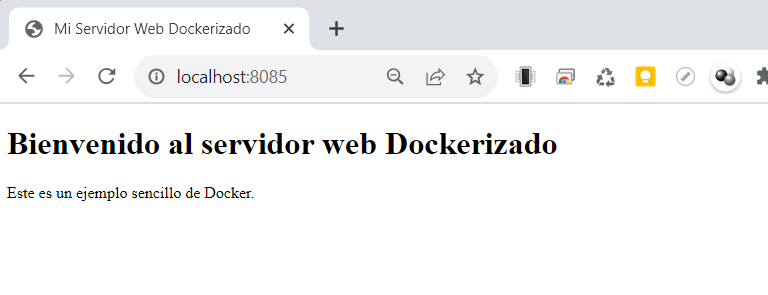 Mi Servidor Web Dockerizado
localhost:8085
Bienvenido al servidor web Dockerizado
Este es un ejemplo sencillo de Docker.